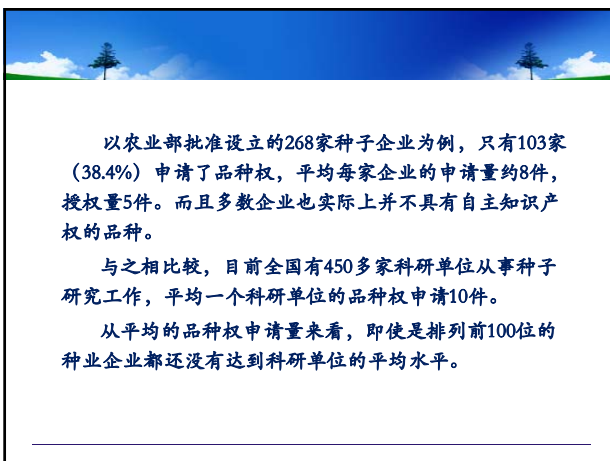 以农业部批准设立的268家种子企业为例，只有103家
（38.4%）申请了品种权，平均每家企业的申请量约8件，
授权量5件。而且多数企业也实际上并不具有自主知识产
权的品种。
与之相比较，目前全国有450多家科研单位从事种子
研究工作，平均一个科研单位的品种权申请10件。
从平均的品种权申请量来看，即使是排列前100位的
种业企业都还没有达到科研单位的平均水平。